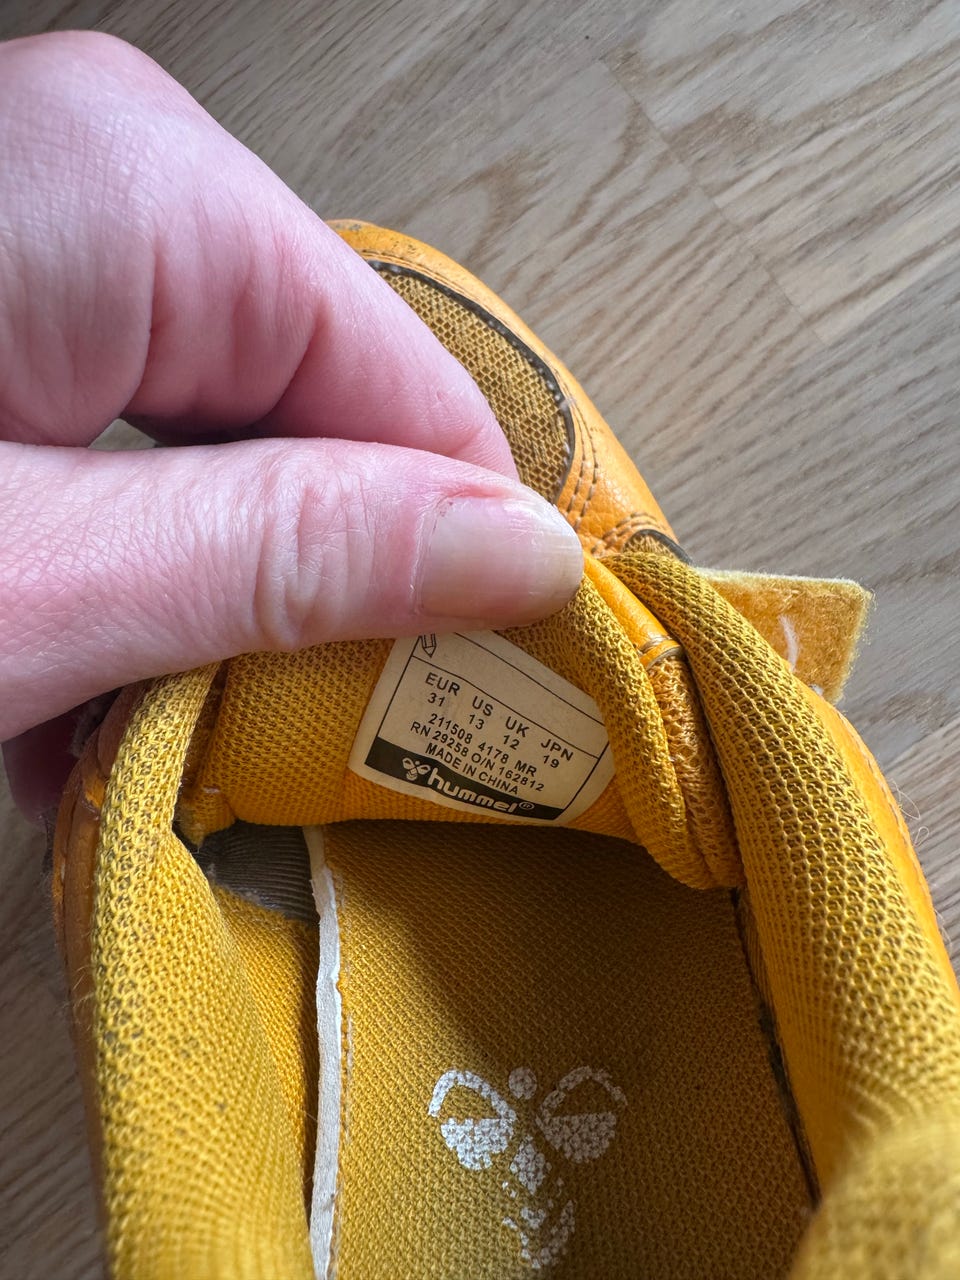 EUR US UK JPN
31 13 12 19
211508 4178 MR
RN 29258 O/N 162812
MADE IN CHINA
hummel®